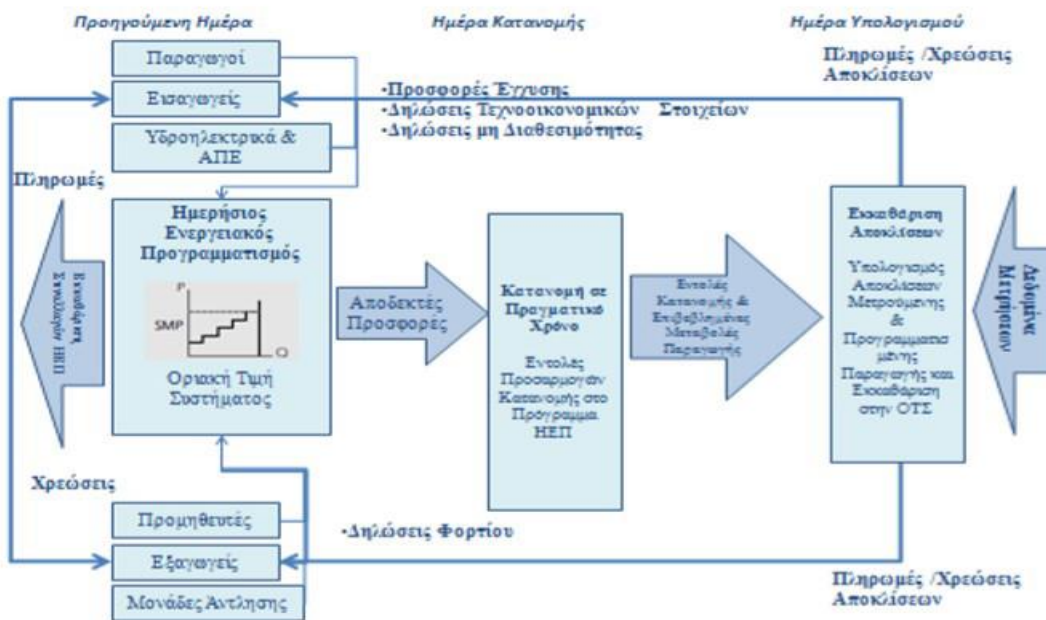 Προηγούμενη Ημέρα
Ημέρα Κατανομής
Ημέρα Υπολογισμού
Παραγωγοί
Εισαγωγείς
Υδροηλεκτρικά &
ΑΠΕ
•Προσφορές Έγχυσης
•Δηλώσεις Τεχνοοικονομικών Στοιχείων
•Δηλώσεις μη Διαθεσιμότητας
Πληρωμές /Χρεώσεις
Αποκλίσεων
Πληρωμές
Εκκαθάριση
Συναλλαγών ΗΕΠ
Ημερήσιος
Ενεργειακός
Προγραμματισμός
P
SMP
Q
Οριακή Τιμή
Συστήματος
Αποδεκτές
Προσφορές
Κατανομή σε
Πραγματικό
Χρόνο
Εντολές
Προσαρμογών
Κατανομής στο
Πρόγραμμα
ΗΕΠ
Εντολές
Κατανομής &
Επιβεβλημένες
Μεταβολές
Παραγωγής
Εκκαθάριση
Αποκλίσεων
Υπολογισμός
Αποκλίσεων
Μετρούμενης
&
Προγραμματισ
μένης
Παραγωγής και
Εκκαθάριση
στην ΟΤΣ
Δεδομένα
Μετρήσεων
Χρεώσεις
Προμηθευτές
Εξαγωγείς
Μονάδες Άντλησης
•Δηλώσεις Φορτίου
Πληρωμές /Χρεώσεις
Αποκλίσεων